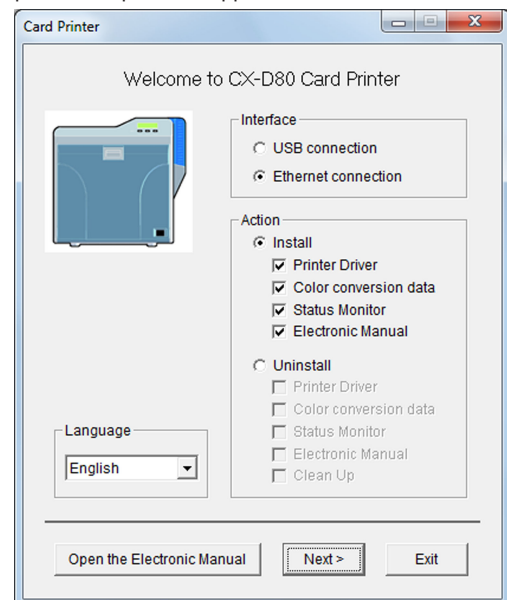 Card Printer
Welcome to CX-D80 Card Printer
Interface
USB connection
Ethernet connection
Action
Install
Printer Driver
Color conversion data
Status Monitor
Electronic Manual
Uninstall
Printer Driver
Color conversion data
Status Monitor
Electronic Manual
Clean Up
Language
English
Open the Electronic Manual
Next >
Exit